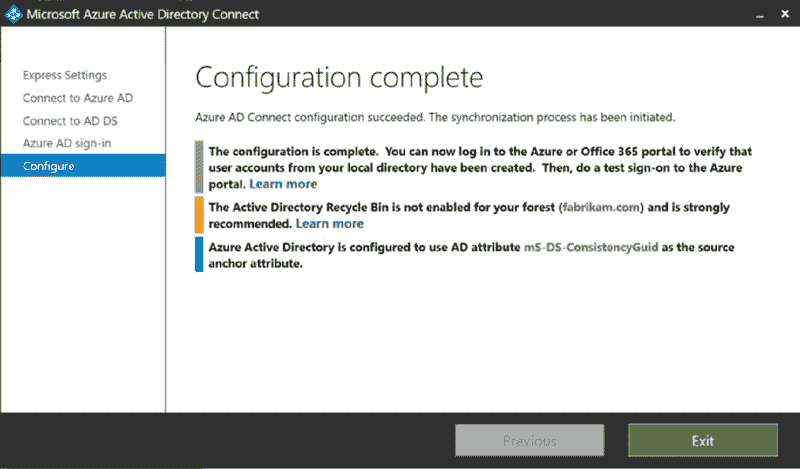 Microsoft Azure Active Directory Connect
Express Settings
Connect to Azure AD
Connect to AD DS
Azure AD sign-in
Configure
Configuration complete
Azure AD Connect configuration succeeded. The synchronization process has been initiated.
The configuration is complete. You can now log in to the Azure or Office 365 portal to verify that
user accounts from your local directory have been created. Then, do a test sign-on to the Azure
portal. Learn more
The Active Directory Recycle Bin is not enabled for your forest (fabrikam.com) and is strongly
recommended. Learn more
Azure Active Directory is configured to use AD attribute mS-DS-ConsistencyGuid as the source
anchor attribute.
Previous
Exit